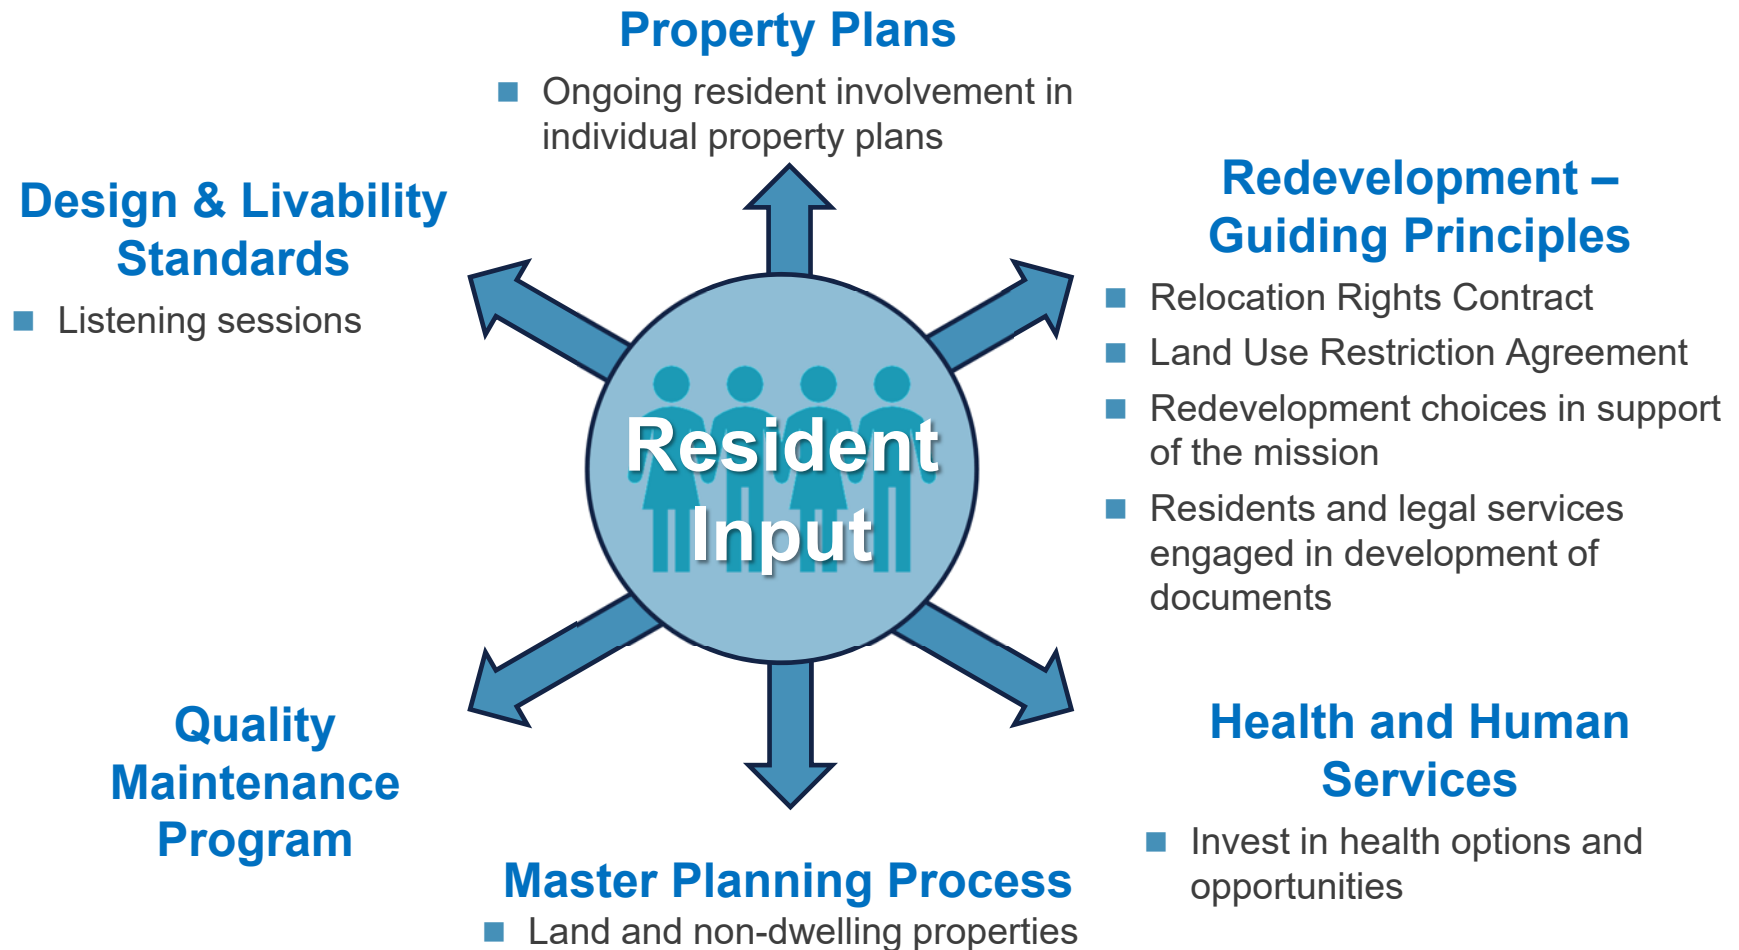 Property Plans
Ongoing resident involvement in
individual property plans
Design & Livability
Standards
Listening sessions
Redevelopment –
Guiding Principles
Relocation Rights Contract
Land Use Restriction Agreement
Redevelopment choices in support
of the mission
Residents and legal services
engaged in development of
documents
Resident
Input
Quality
Maintenance
Program
Master Planning Process
Land and non-dwelling properties
Health and Human
Services
Invest in health options and
opportunities